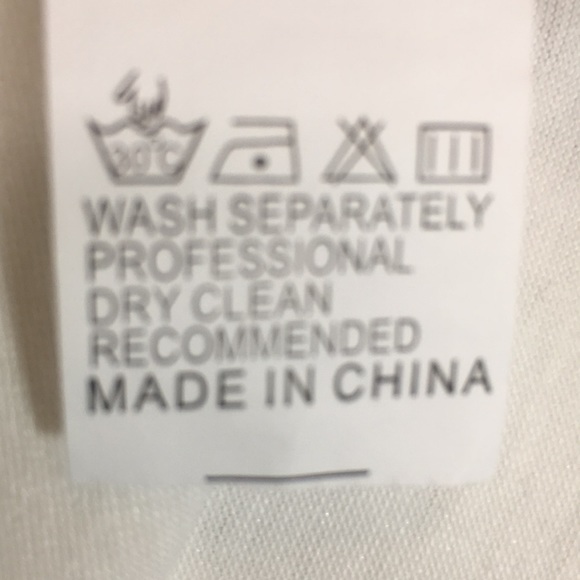 30°C
WASH SEPARATELY
PROFESSIONAL
DRY CLEAN
RECOMMENDED
MADE IN CHINA